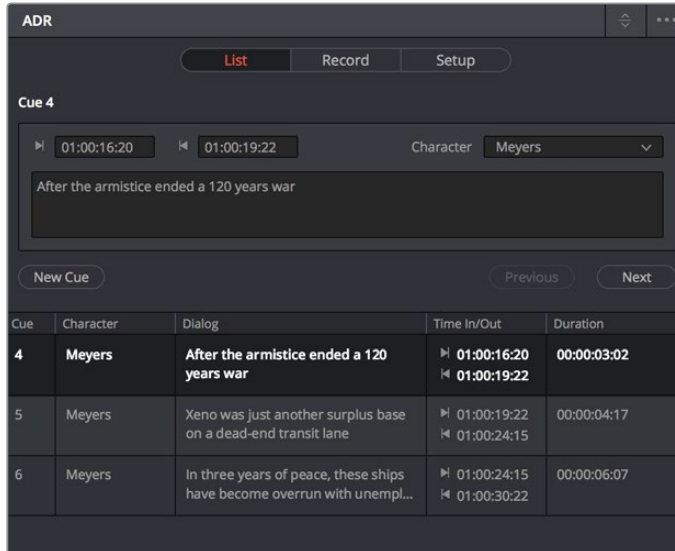 ADR
List Record Setup
Cue 4
01:00:16:20 01:00:19:22 Character Meyers
After the armistice ended a 120 years war
New Cue Previous Next
Cue Character Dialog Time In/Out Duration
4 Meyers After the armistice ended a 120 01:00:16:20 00:00:03:02
years war 01:00:19:22
5 Meyers Xeno was just another surplus base 01:00:19:22 00:00:04:17
on a dead-end transit lane 01:00:24:15
6 Meyers In three years of peace, these ships 01:00:24:15 00:00:06:07
have become overrun with unempl... 01:00:30:22